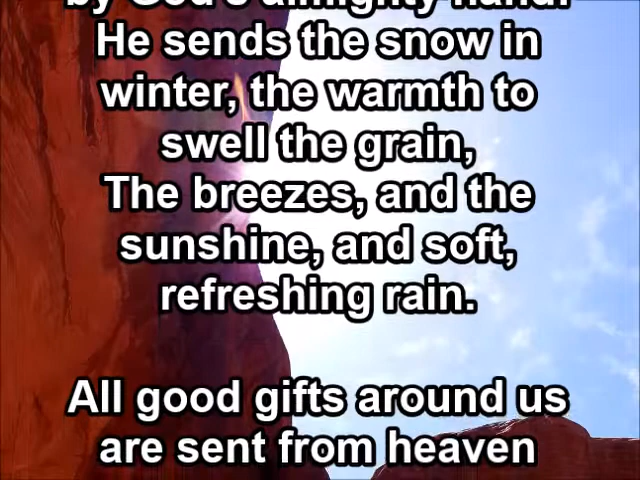 by God's almighty hand:
He sends the snow in
winter, the warmth to
swell the grain,
The breezes, and the
sunshine, and soft,
refreshing rain.
All good gifts around us
are sent from heaven